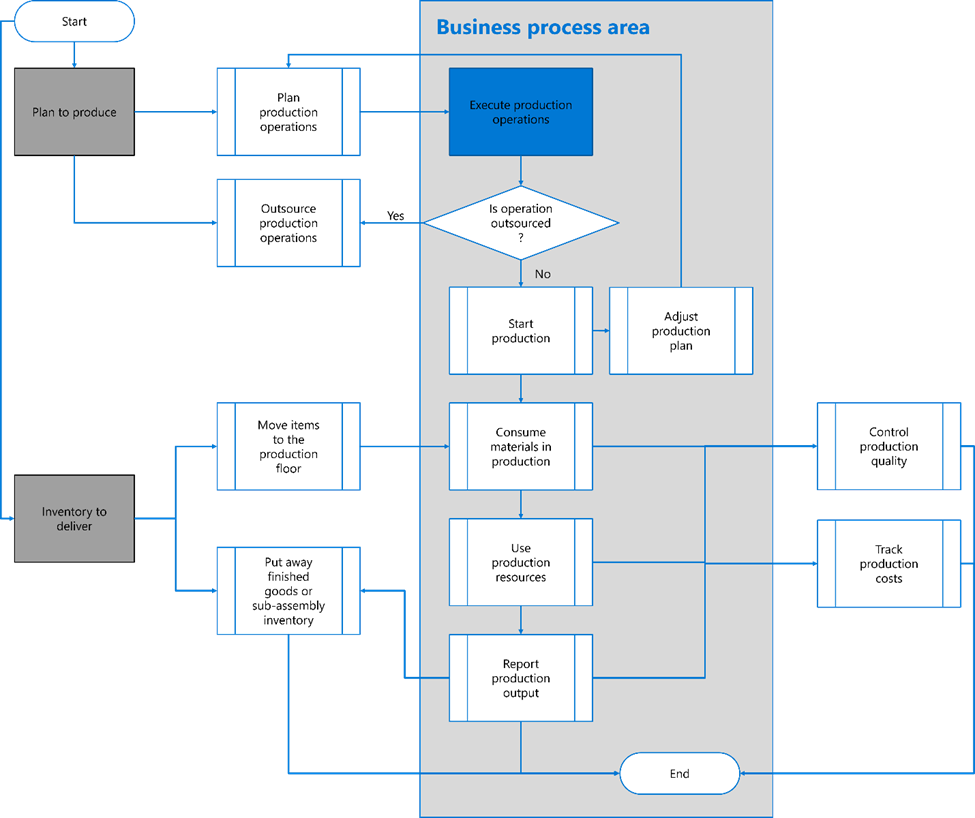 Start
Business process area
Plan to produce
Plan
production
operations
Execute production
operations
Outsource
production
operations
Yes
Is operation
outsourced
?
No
Start
production
Adjust
production
plan
Move items
to the
production
floor
Consume
materials in
production
Control
production
quality
Inventory to
deliver
Put away
finished
goods or
sub-assembly
inventory
Use
production
resources
Track
production
costs
Report
production
output
End